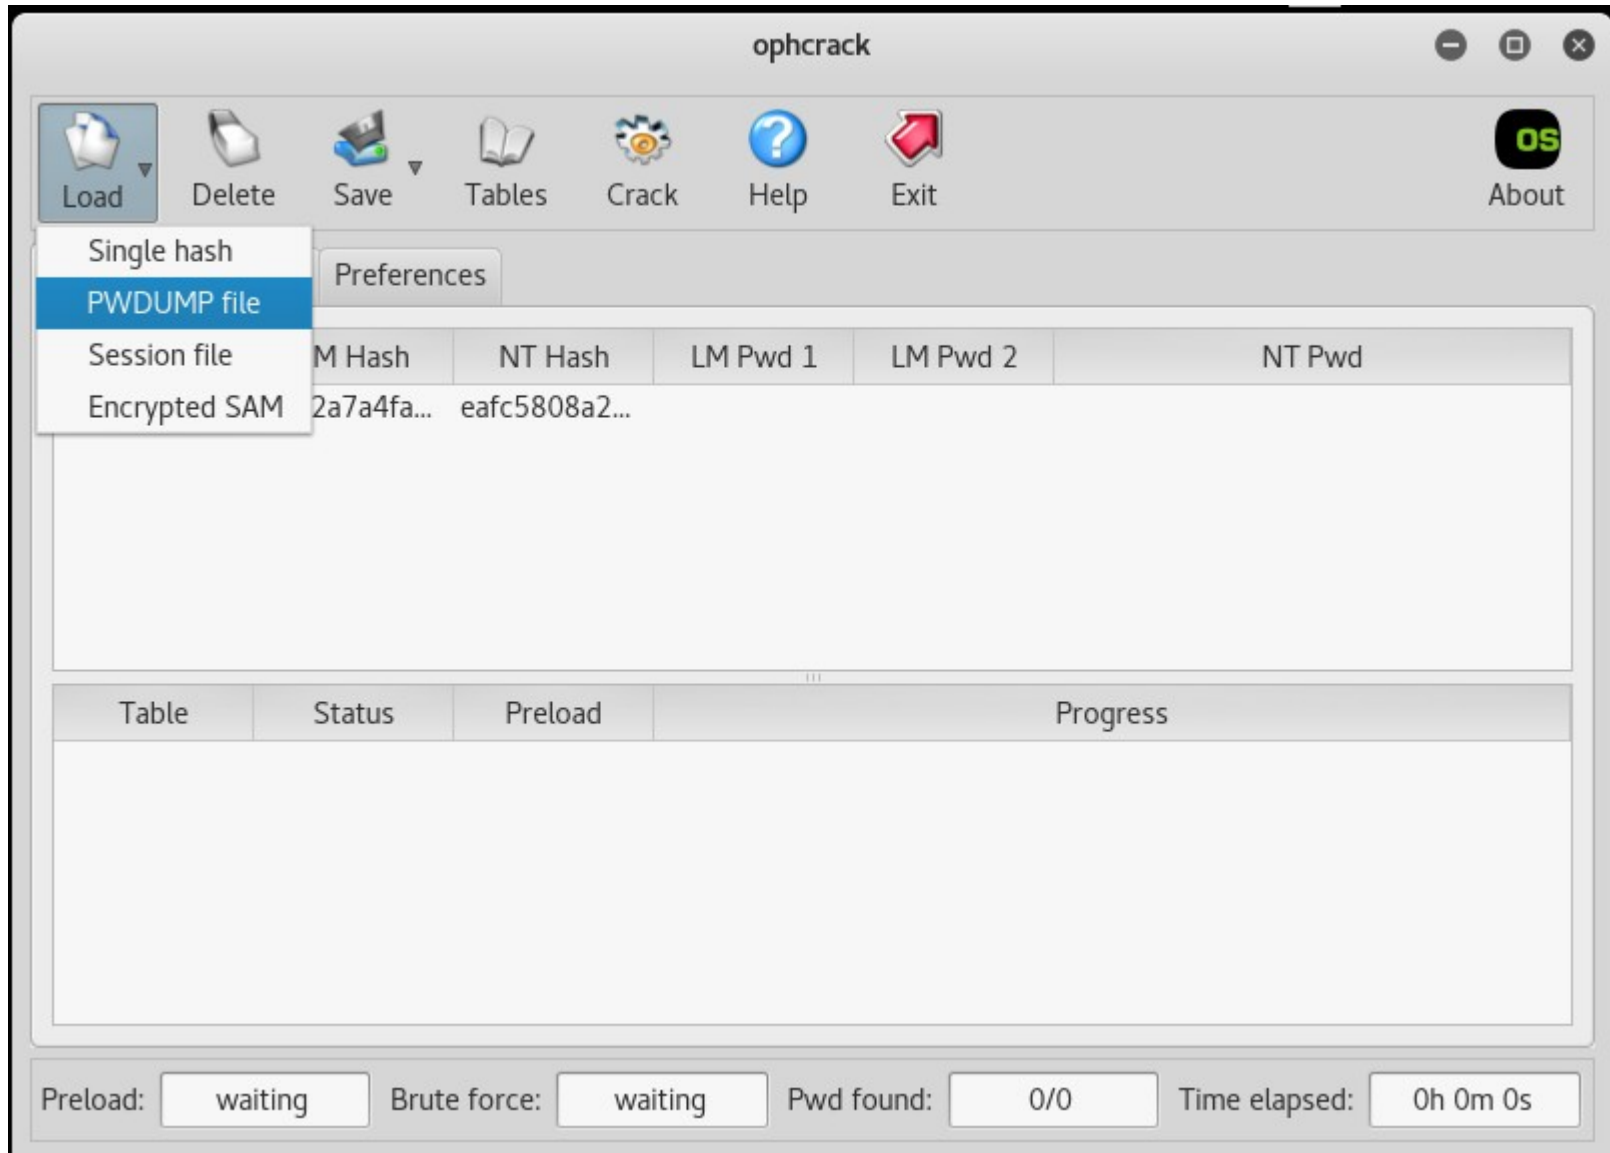 ophcrack
Load Delete Save Tables Crack Help Exit OS About
Single hash
PWDUMP file
Session file
Encrypted SAM
Preferences
M Hash NT Hash LM Pwd 1 LM Pwd 2 NT Pwd
2a7a4fa... eafc5808a2...
Table Status Preload Progress
Preload: waiting Brute force: waiting Pwd found: 0/0 Time elapsed: 0h 0m 0s